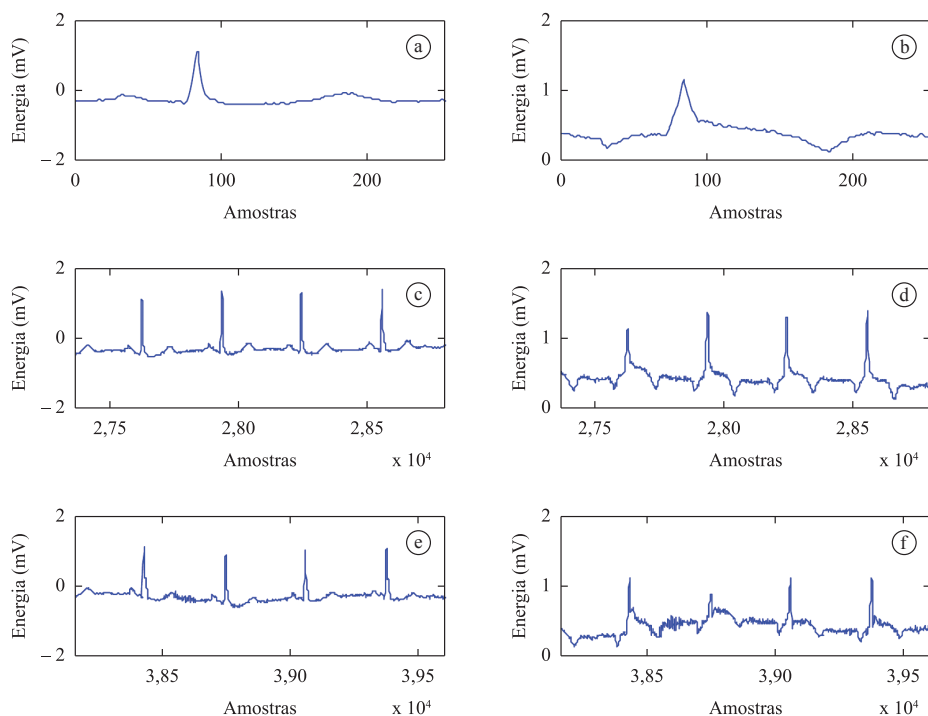 2
0
– 2
Energia (mV)
a
0
100
200
Amostras
2
1
0
Energia (mV)
b
0
100
200
Amostras
2
0
– 2
Energia (mV)
c
2,75
2,80
2,85
Amostras
x 10⁴
2
1
0
Energia (mV)
d
2,75
2,80
2,85
Amostras
x 10⁴
2
0
– 2
Energia (mV)
e
3,85
3,90
3,95
Amostras
x 10⁴
2
1
0
Energia (mV)
f
3,85
3,90
3,95
Amostras
x 10⁴